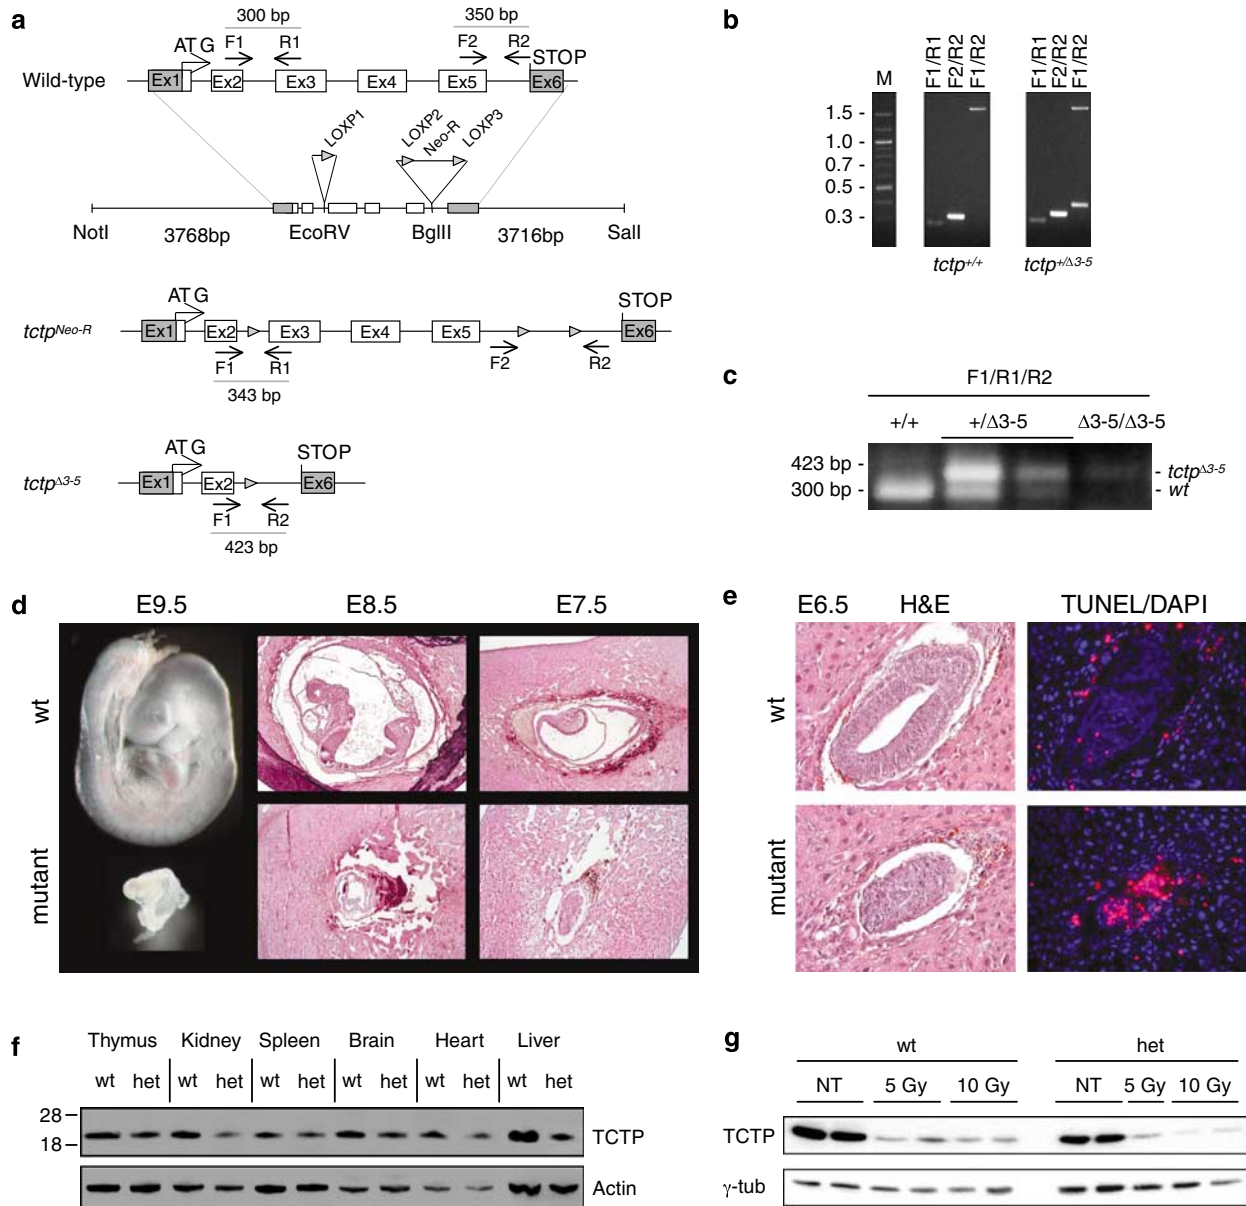 a
300 bp
350 bp
ATG
F1
R1
F2
R2
STOP
Wild-type
Ex1
Ex2
Ex3
Ex4
Ex5
Ex6
LOXP1
LOXP2
Neo-R
LOXP3
NotI
3768bp
EcoRV
BglII
3716bp
SalI
ATG
STOP
tctp^Neo-R
Ex1
Ex2
Ex3
Ex4
Ex5
Ex6
F1
R1
F2
R2
343 bp
ATG
STOP
tctp^Δ3-5
Ex1
Ex2
Ex6
F1
R2
423 bp
b
M
F1/R1
F2/R2
F1/R2
F1/R1
F2/R2
F1/R2
1.5 -
1.0 -
0.7 -
0.5 -
0.3 -
tctp^+/+
tctp^+/Δ3-5
c
F1/R1/R2
+/+
+/Δ3-5
Δ3-5/Δ3-5
423 bp -
300 bp -
- tctp^Δ3-5
- wt
d
E9.5
E8.5
E7.5
wt
mutant
e
E6.5
H&E
TUNEL/DAPI
wt
mutant
f
Thymus
Kidney
Spleen
Brain
Heart
Liver
wt het wt het wt het wt het wt het wt het
28
18
TCTP
Actin
g
wt
het
NT
5 Gy
10 Gy
NT
5 Gy
10 Gy
TCTP
γ-tub